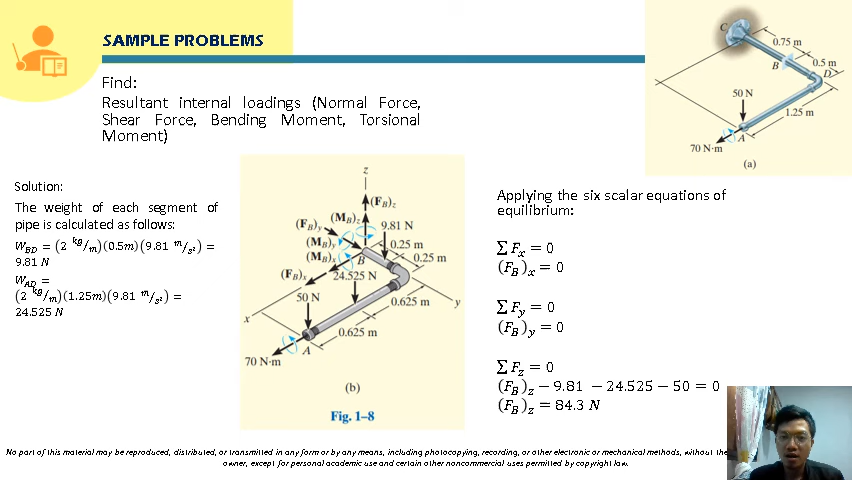 SAMPLE PROBLEMS
Find:
Resultant internal loadings (Normal Force,
Shear Force, Bending Moment, Torsional
Moment)
C
0.75 m
B
0.5 m
D
50 N
1.25 m
A
70 N·m
(a)
Solution:
The weight of each segment of
pipe is calculated as follows:
W_BD = (2 kg/m)(0.5m)(9.81 m/s²) =
9.81 N
W_AD =
(2 kg/m)(1.25m)(9.81 m/s²) =
24.525 N
z
(F_B)_z
(M_B)_z
(F_B)_y
9.81 N
(M_B)_y
0.25 m
(M_B)_x
B
0.25 m
(F_B)_x
24.525 N
50 N
0.625 m
y
x
0.625 m
A
70 N·m
(b)
Fig. 1–8
Applying the six scalar equations of
equilibrium:
∑ F_x = 0
(F_B)_x = 0
∑ F_y = 0
(F_B)_y = 0
∑ F_z = 0
(F_B)_z − 9.81 − 24.525 − 50 = 0
(F_B)_z = 84.3 N
No part of this material may be reproduced, distributed, or transmitted in any form or by any means, including photocopying, recording, or other electronic or mechanical methods, without the
owner, except for personal academic use and certain other noncommercial uses permitted by copyright law.